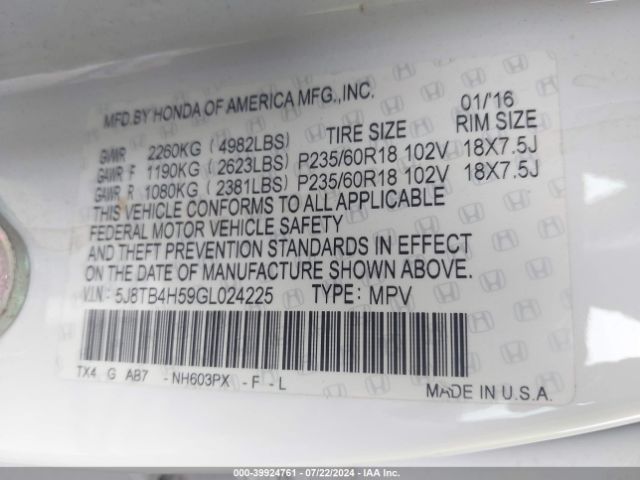 MFD.BY HONDA OF AMERICA MFG.,INC. 01/16
GVWR 2260KG (4982LBS) TIRE SIZE RIM SIZE
GAWR F 1190KG (2623LBS) P235/60R18 102V 18X7.5J
GAWR R 1080KG (2381LBS) P235/60R18 102V 18X7.5J
THIS VEHICLE CONFORMS TO ALL APPLICABLE
FEDERAL MOTOR VEHICLE SAFETY
AND THEFT PREVENTION STANDARDS IN EFFECT
ON THE DATE OF MANUFACTURE SHOWN ABOVE.
V.I.N: 5J8TB4H59GL024225 TYPE: MPV
TX4 G AB7 -NH603PX -F -L
MADE IN U.S.A.
000-39924761 - 07/22/2024 - IAA Inc.